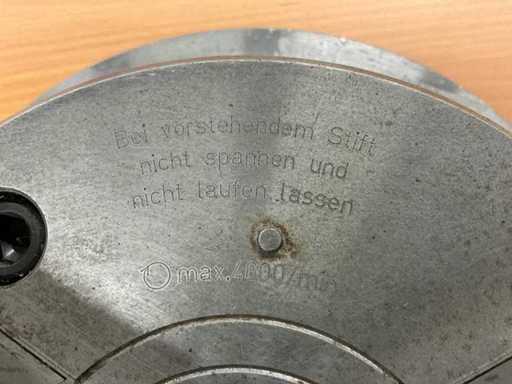 Bei vorstehendem Stift
nicht spannen und
nicht laufen lassen
max. 4000/min